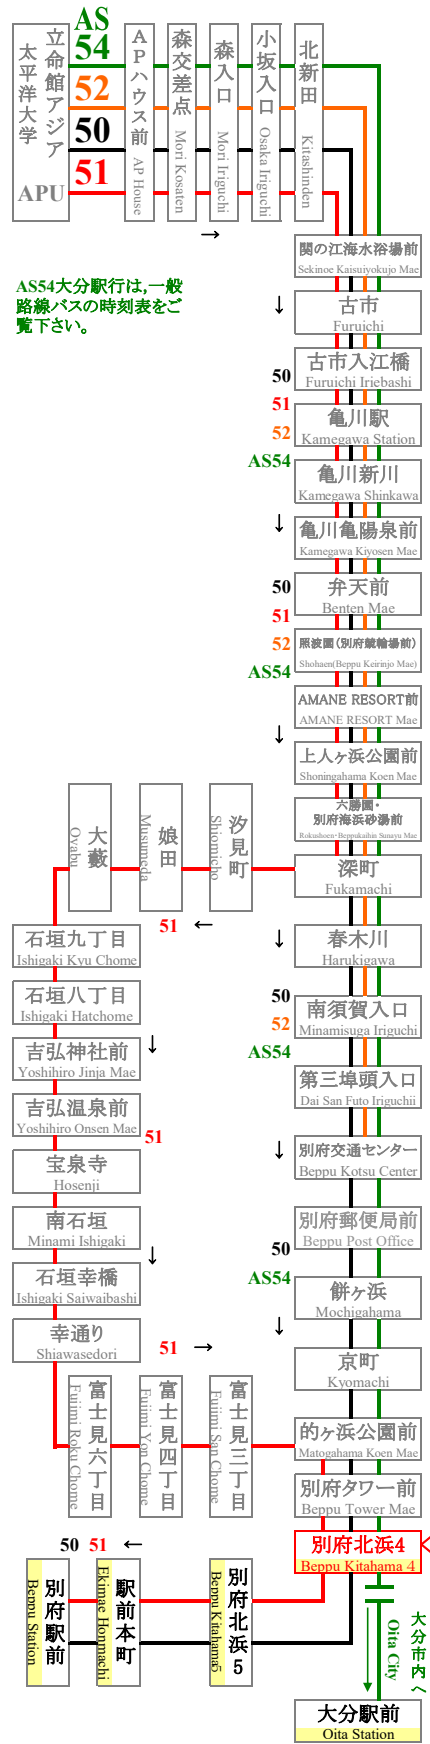 AS
54
52
50
51
立命館アジア
太平洋大学
APU
APハウス前
AP House
森交差点
Mori Kosaten
森入口
Mori Iriguchi
小坂入口
Osaka Iriguchi
北新田
Kitashinden
→
関の江海水浴場前
Sekinoe Kaisuiyokujo Mae
AS54大分駅行は,一般
路線バスの時刻表をご
覧下さい。
↓
古市
Furuichi
古市入江橋
Furuichi Iriebashi
50
51
52
AS54
亀川駅
Kamegawa Station
亀川新川
Kamegawa Shinkawa
↓
亀川亀陽泉前
Kamegawa Kiyosen Mae
50
51
52
AS54
弁天前
Benten Mae
照波園(別府競輪場前)
Shohaen(Beppu Keirinjo Mae)
AMANE RESORT前
AMANE RESORT Mae
↓
上人ヶ浜公園前
Shoningahama Koen Mae
六勝園・
別府海浜砂湯前
Rokushoen・Beppukaihin Sunayu Mae
深町
Fukamachi
汐見町
Shiomicho
娘田
Musumeda
大藪
Oyabu
51 ←
石垣九丁目
Ishigaki Kyu Chome
石垣八丁目
Ishigaki Hatchome
吉弘神社前
Yoshihiro Jinja Mae
↓
吉弘温泉前
Yoshihiro Onsen Mae
51
宝泉寺
Hosenji
南石垣
Minami Ishigaki
↓
石垣幸橋
Ishigaki Saiwaibashi
幸通り
Shiawasedori
51 →
富士見六丁目
Fujimi Roku Chome
富士見四丁目
Fujimi Yon Chome
富士見三丁目
Fujimi San Chome
↓
春木川
Harukigawa
50
52
AS54
南須賀入口
Minamisuga Iriguchi
第三埠頭入口
Dai San Futo Iriguchii
↓
別府交通センター
Beppu Kotsu Center
別府郵便局前
Beppu Post Office
50
AS54
餅ヶ浜
Mochigahama
↓
京町
Kyomachi
的ヶ浜公園前
Matogahama Koen Mae
別府タワー前
Beppu Tower Mae
別府北浜4
Beppu Kitahama 4
50 51 ←
別府北浜5
Beppu Kitahama5
駅前本町
Ekimae Honmachi
別府駅前
Beppu Station
大分市内へ
Oita City
大分駅前
Oita Station